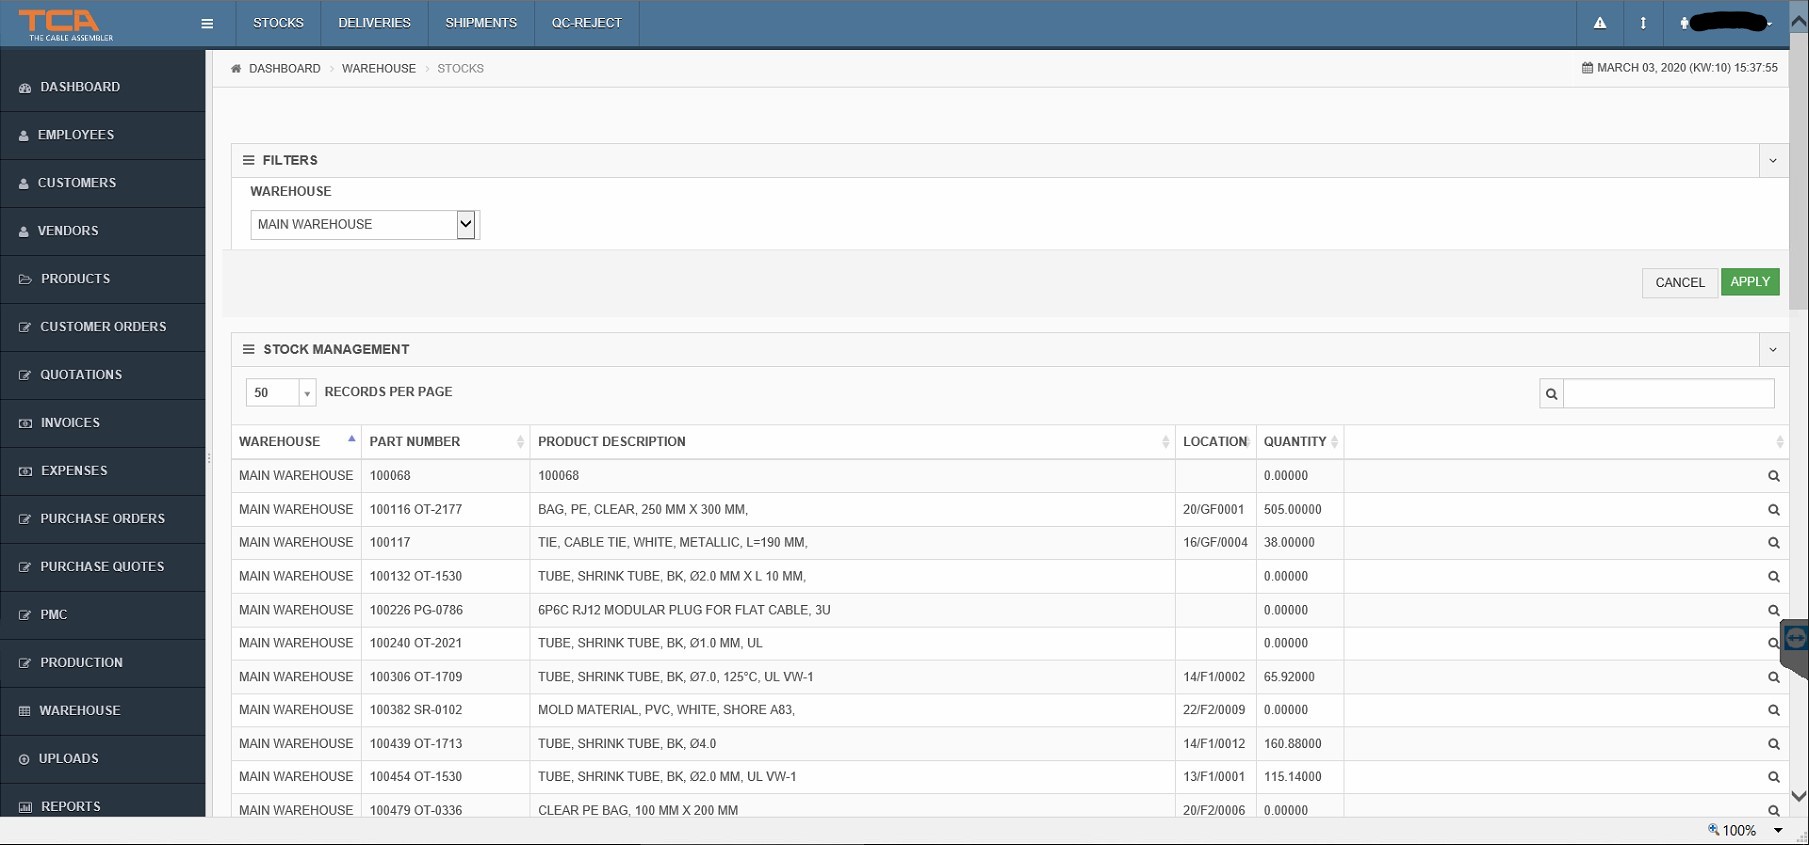 TCA
THE CABLE ASSEMBLER
STOCKS DELIVERIES SHIPMENTS QC-REJECT
DASHBOARD
EMPLOYEES
CUSTOMERS
VENDORS
PRODUCTS
CUSTOMER ORDERS
QUOTATIONS
INVOICES
EXPENSES
PURCHASE ORDERS
PURCHASE QUOTES
PMC
PRODUCTION
WAREHOUSE
UPLOADS
REPORTS
DASHBOARD > WAREHOUSE > STOCKS MARCH 03, 2020 (KW:10) 15:37:55
FILTERS
WAREHOUSE
MAIN WAREHOUSE
CANCEL APPLY
STOCK MANAGEMENT
50 RECORDS PER PAGE
WAREHOUSE PART NUMBER PRODUCT DESCRIPTION LOCATION QUANTITY
MAIN WAREHOUSE 100068 100068 0.00000
MAIN WAREHOUSE 100116 OT-2177 BAG, PE, CLEAR, 250 MM X 300 MM, 20/GF0001 505.00000
MAIN WAREHOUSE 100117 TIE, CABLE TIE, WHITE, METALLIC, L=190 MM, 16/GF/0004 38.00000
MAIN WAREHOUSE 100132 OT-1530 TUBE, SHRINK TUBE, BK, Ø2.0 MM X L 10 MM, 0.00000
MAIN WAREHOUSE 100226 PG-0786 6P6C RJ12 MODULAR PLUG FOR FLAT CABLE, 3U 0.00000
MAIN WAREHOUSE 100240 OT-2021 TUBE, SHRINK TUBE, BK, Ø1.0 MM, UL 0.00000
MAIN WAREHOUSE 100306 OT-1709 TUBE, SHRINK TUBE, BK, Ø7.0, 125°C, UL VW-1 14/F1/0002 65.92000
MAIN WAREHOUSE 100382 SR-0102 MOLD MATERIAL, PVC, WHITE, SHORE A83, 22/F2/0009 0.00000
MAIN WAREHOUSE 100439 OT-1713 TUBE, SHRINK TUBE, BK, Ø4.0 14/F1/0012 160.88000
MAIN WAREHOUSE 100454 OT-1530 TUBE, SHRINK TUBE, BK, Ø2.0 MM, UL VW-1 13/F1/0001 115.14000
MAIN WAREHOUSE 100479 OT-0336 CLEAR PE BAG, 100 MM X 200 MM 20/F2/0006 0.00000
100%